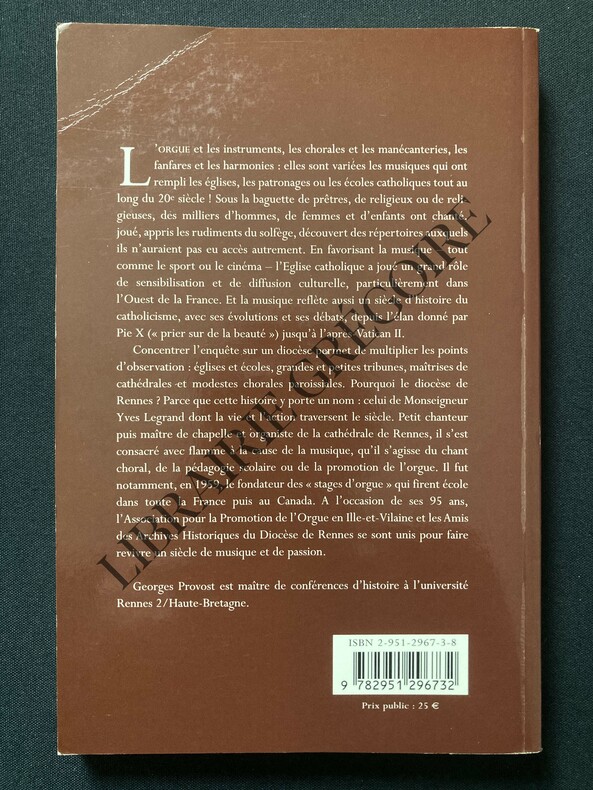 L'ORGUE et les instruments, les chorales et les manécanteries, les
fanfares et les harmonies : elles sont variées les musiques qui ont
rempli les églises, les patronages ou les écoles catholiques tout au
long du 20e siècle ! Sous la baguette de prêtres, de religieux ou de reli-
gieuses, des milliers d'hommes, de femmes et d'enfants ont chanté,
joué, appris les rudiments du solfège, découvert des répertoires auxquels
ils n'auraient pas eu accès autrement. En favorisant la musique – tout
comme le sport ou le cinéma – l'Eglise catholique a joué un grand rôle
de sensibilisation et de diffusion culturelle, particulièrement dans
l'Ouest de la France. Et la musique reflète aussi un siècle d'histoire du
catholicisme, avec ses évolutions et ses débats, depuis l'élan donné par
Pie X (« prier sur de la beauté ») jusqu'à l'après-Vatican II.
Concentrer l'enquête sur un diocèse permet de multiplier les points
d'observation : églises et écoles, grandes et petites tribunes, maîtrises de
cathédrales et modestes chorales paroissiales. Pourquoi le diocèse de
Rennes ? Parce que cette histoire y porte un nom : celui de Monseigneur
Yves Legrand dont la vie et l'action traversent le siècle. Petit chanteur
puis maître de chapelle et organiste de la cathédrale de Rennes, il s'est
consacré avec flamme à la cause de la musique, qu'il s'agisse du chant
choral, de la pédagogie scolaire ou de la promotion de l'orgue. Il fut
notamment, en le fondateur des « stages d'orgue » qui firent école
dans toute la France puis au Canada. A l'occasion de ses 95 ans,
l'Association pour la Promotion de l'Orgue en Ille-et-Vilaine et les Amis
des Archives Historiques du Diocèse de Rennes se sont unis pour faire
revivre un siècle de musique et de passion.
Georges Provost est maître de conférences d'histoire à l'université
Rennes 2/Haute-Bretagne.
ISBN 2-951-2967-3-8
9 782951 296732
Prix public : 25 €
LIBRAIRIE GRÉGOIRE